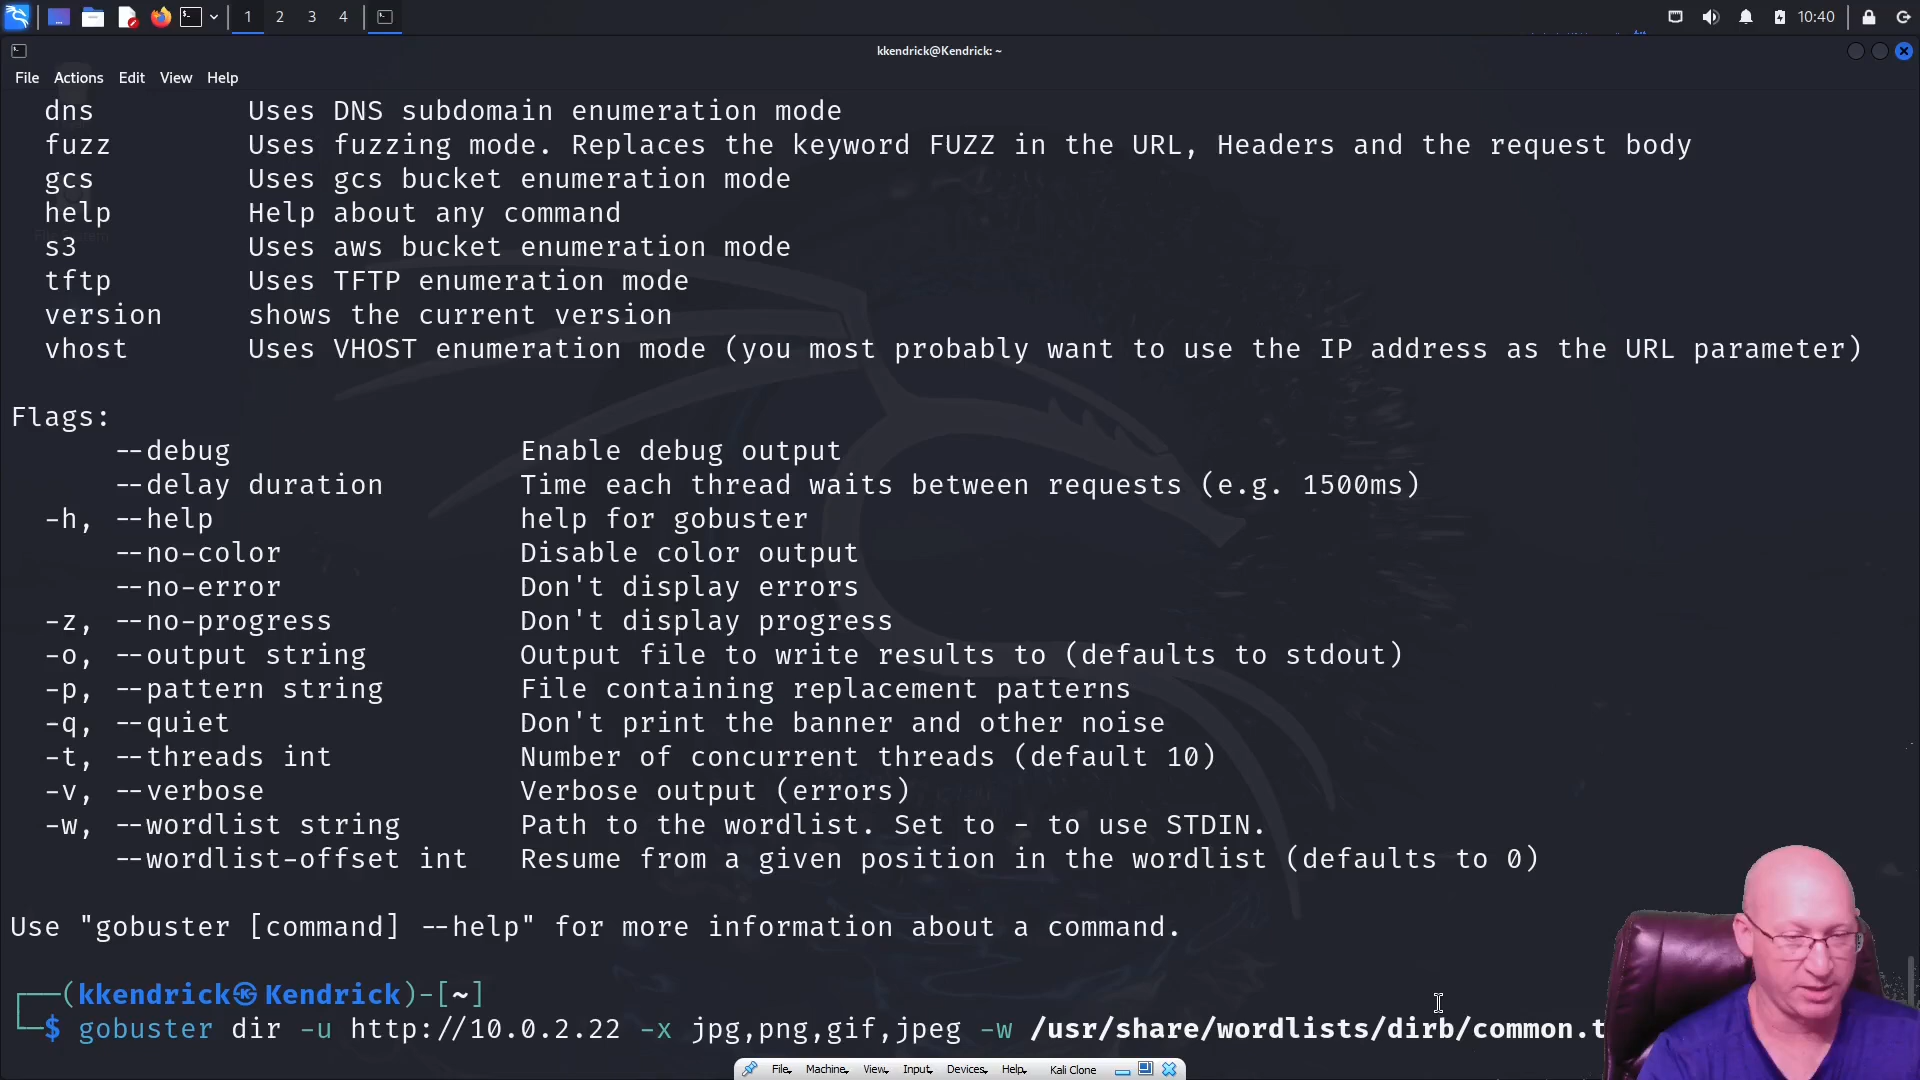 1 2 3 4
10:40
kkendrick@Kendrick: ~
File Actions Edit View Help
dns Uses DNS subdomain enumeration mode
fuzz Uses fuzzing mode. Replaces the keyword FUZZ in the URL, Headers and the request body
gcs Uses gcs bucket enumeration mode
help Help about any command
s3 Uses aws bucket enumeration mode
tftp Uses TFTP enumeration mode
version shows the current version
vhost Uses VHOST enumeration mode (you most probably want to use the IP address as the URL parameter)
Flags:
--debug Enable debug output
--delay duration Time each thread waits between requests (e.g. 1500ms)
-h, --help help for gobuster
--no-color Disable color output
--no-error Don't display errors
-z, --no-progress Don't display progress
-o, --output string Output file to write results to (defaults to stdout)
-p, --pattern string File containing replacement patterns
-q, --quiet Don't print the banner and other noise
-t, --threads int Number of concurrent threads (default 10)
-v, --verbose Verbose output (errors)
-w, --wordlist string Path to the wordlist. Set to - to use STDIN.
--wordlist-offset int Resume from a given position in the wordlist (defaults to 0)
Use "gobuster [command] --help" for more information about a command.
┌──(kkendrick㉿Kendrick)-[~]
└─$ gobuster dir -u http://10.0.2.22 -x jpg,png,gif,jpeg -w /usr/share/wordlists/dirb/common.t
File Machine View Input Devices Help Kali Clone